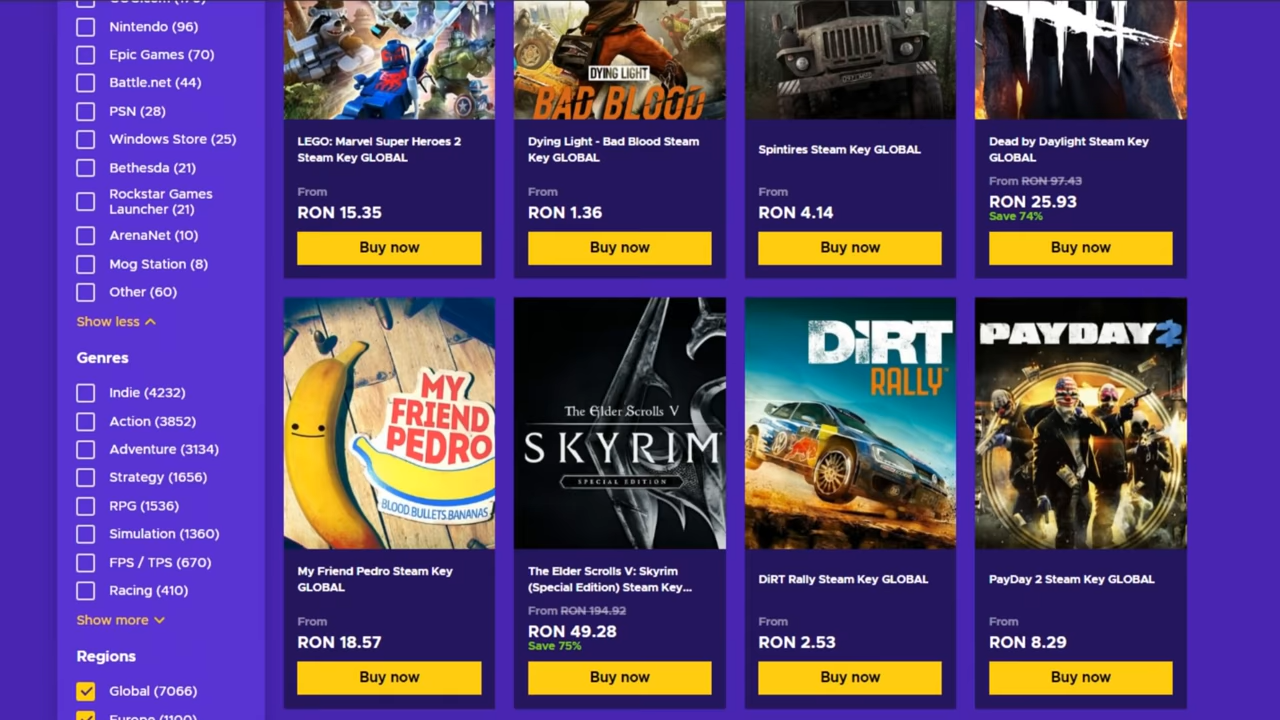 Nintendo (96)
Epic Games (70)
Battle.net (44)
PSN (28)
Windows Store (25)
Bethesda (21)
Rockstar Games
Launcher (21)
ArenaNet (10)
Mog Station (8)
Other (60)
Show less
Genres
Indie (4232)
Action (3852)
Adventure (3134)
Strategy (1656)
RPG (1536)
Simulation (1360)
FPS / TPS (670)
Racing (410)
Show more
Regions
Global (7066)
Europe (1100)
LEGO: Marvel Super Heroes 2
Steam Key GLOBAL
From
RON 15.35
Buy now
DYING LIGHT
BAD BLOOD
Dying Light - Bad Blood Steam
Key GLOBAL
From
RON 1.36
Buy now
Spintires Steam Key GLOBAL
From
RON 4.14
Buy now
Dead by Daylight Steam Key
GLOBAL
From RON 97.43
RON 25.93
Save 74%
Buy now
MY
FRIEND
PEDRO
BLOOD BULLETS BANANAS
My Friend Pedro Steam Key
GLOBAL
From
RON 18.57
Buy now
The Elder Scrolls V
SKYRIM
SPECIAL EDITION
The Elder Scrolls V: Skyrim
(Special Edition) Steam Key...
From RON 194.92
RON 49.28
Save 75%
Buy now
DiRT
RALLY
DiRT Rally Steam Key GLOBAL
From
RON 2.53
Buy now
PAYDAY 2
PayDay 2 Steam Key GLOBAL
From
RON 8.29
Buy now